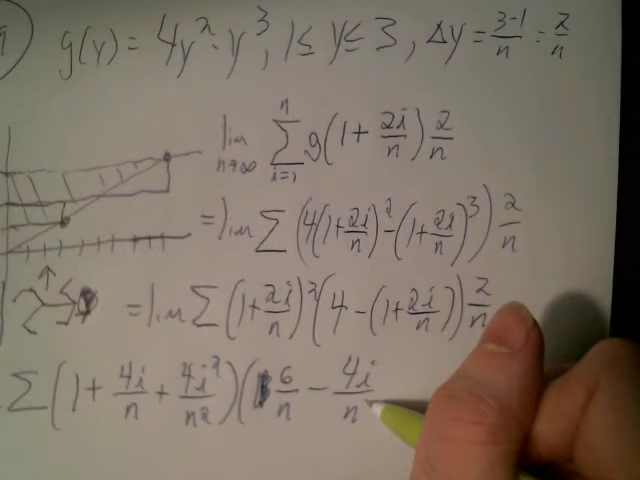 9) g(y) = 4y² - y³, 1 ≤ y ≤ 3, Δy = (3-1)/n = 2/n
lim n→∞ Σ i=1 n g(1 + 2i/n) 2/n
= lim Σ (4(1+2i/n)² - (1+2i/n)³) 2/n
= lim Σ (1+2i/n)² (4 - (1+2i/n)) 2/n
Σ (1 + 4i/n + 4i²/n²)(6/n - 4i/n